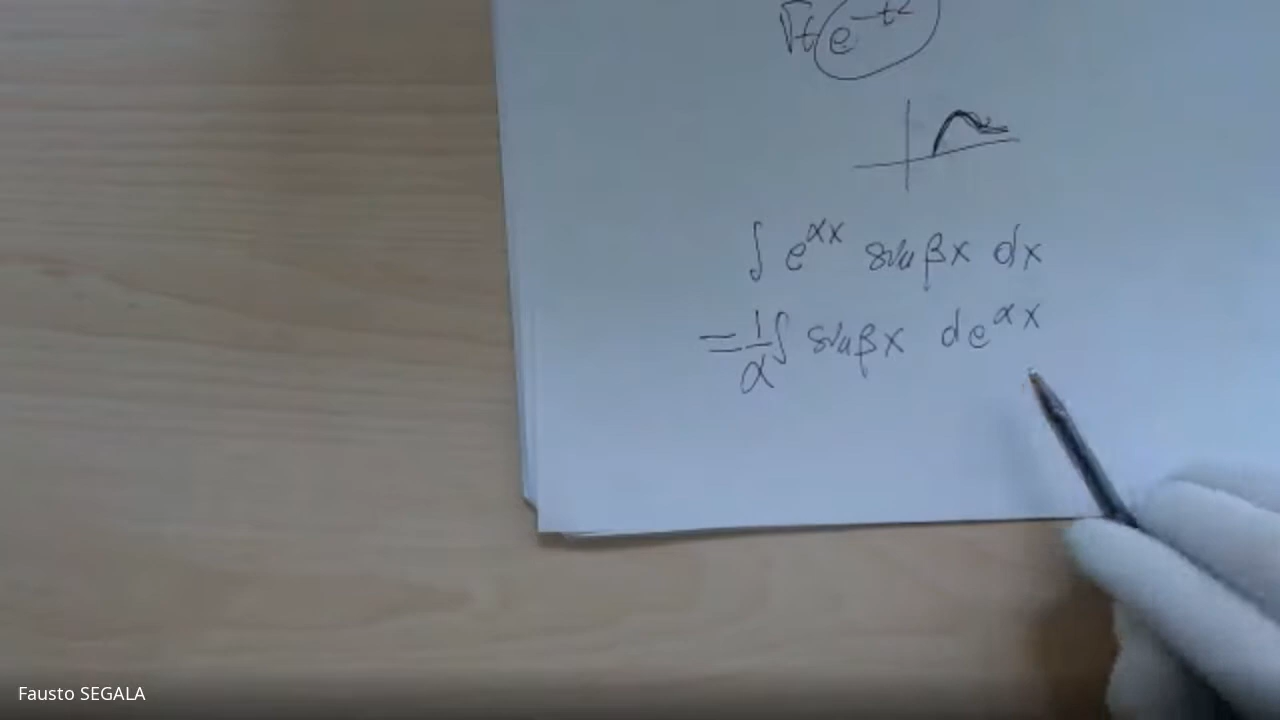 √t e^{-t²}
∫ e^{αx} sin βx dx
= 1/α ∫ sin βx de^{αx}
Fausto SEGALA